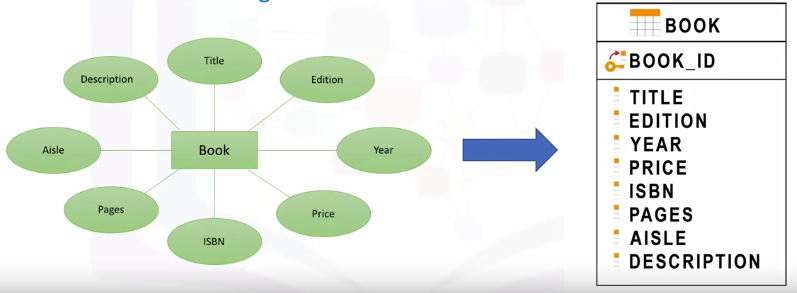 Title
Description
Edition
Aisle
Book
Year
Pages
Price
ISBN
BOOK
BOOK_ID
TITLE
EDITION
YEAR
PRICE
ISBN
PAGES
AISLE
DESCRIPTION